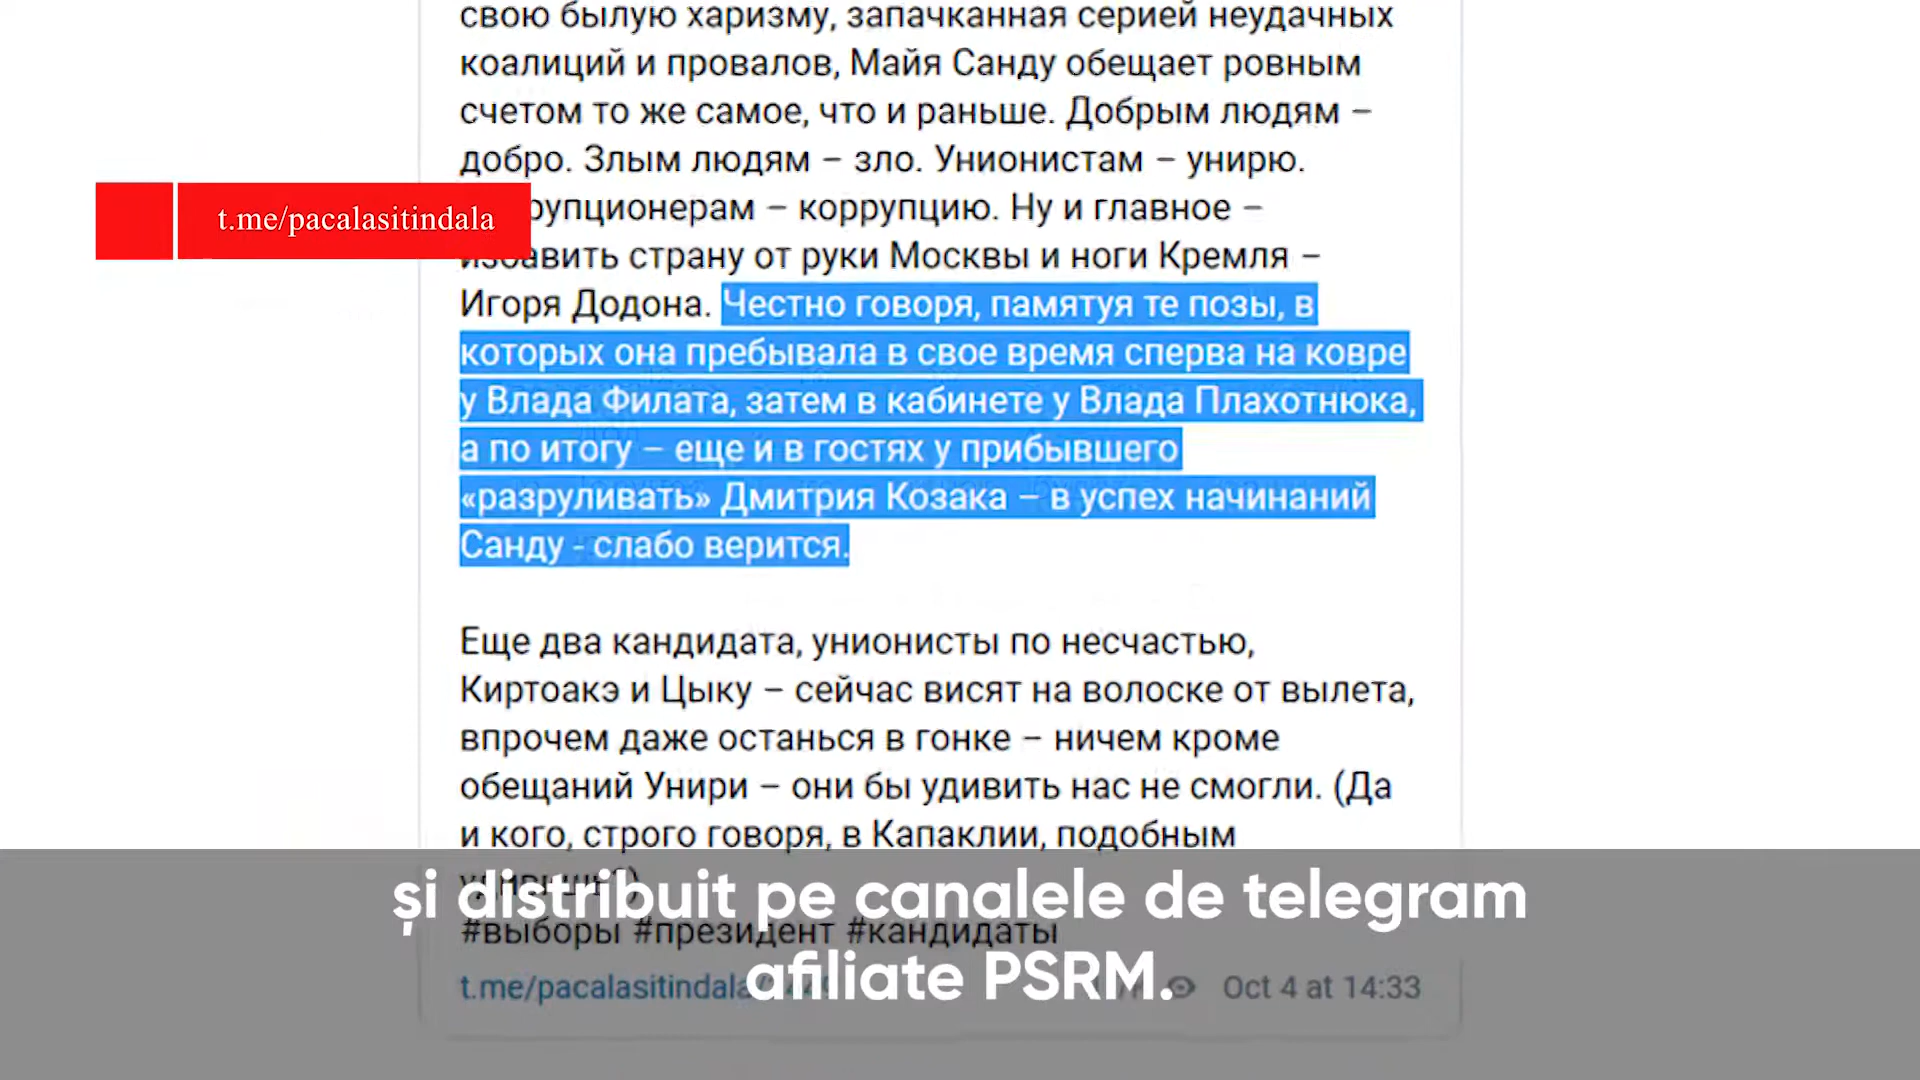 свою былую харизму, запачканная серией неудачных
коалиций и провалов, Майя Санду обещает ровным
счетом то же самое, что и раньше. Добрым людям –
добро. Злым людям – зло. Унионистам – унирю.
t.me/pacalasitindala
рупционерам – коррупцию. Ну и главное –
избавить страну от руки Москвы и ноги Кремля –
Игоря Додона. Честно говоря, памятуя те позы, в
которых она пребывала в свое время сперва на ковре
у Влада Филата, затем в кабинете у Влада Плахотнюка,
а по итогу – еще и в гостях у прибывшего
«разруливать» Дмитрия Козака – в успех начинаний
Санду - слабо верится.
Еще два кандидата, унионисты по несчастью,
Киртоакэ и Цыку – сейчас висят на волоске от вылета,
впрочем даже останься в гонке – ничем кроме
обещаний Унири – они бы удивить нас не смогли. (Да
и кого, строго говоря, в Капаклии, подобным
și distribuit pe canalele de telegram
#выборы #президент #кандидаты
afiliate PSRM.
t.me/pacalasitindala Oct 4 at 14:33